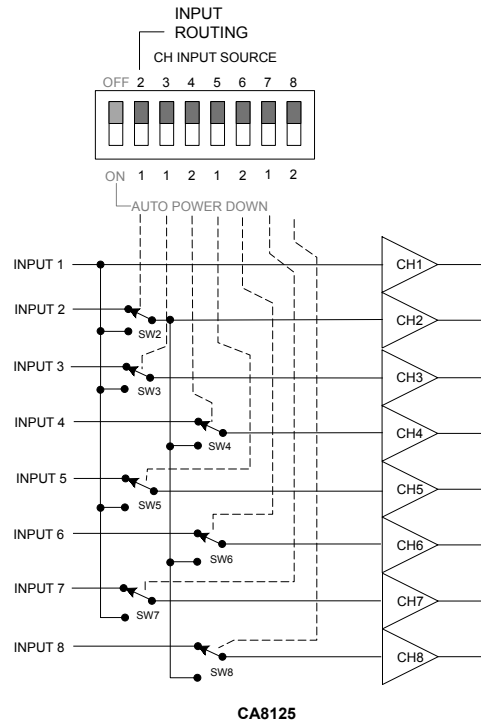 INPUT
ROUTING
CH INPUT SOURCE
OFF 2 3 4 5 6 7 8
ON 1 1 2 1 2 1 2
AUTO POWER DOWN
INPUT 1 CH1
INPUT 2 SW2 CH2
INPUT 3 SW3 CH3
INPUT 4 SW4 CH4
INPUT 5 SW5 CH5
INPUT 6 SW6 CH6
INPUT 7 SW7 CH7
INPUT 8 SW8 CH8
CA8125